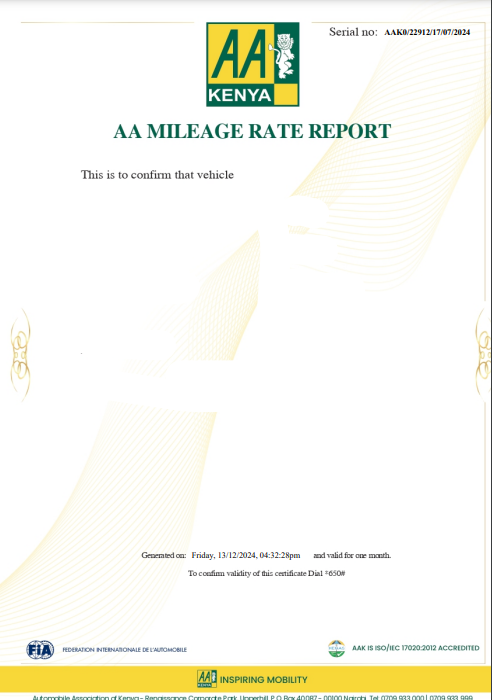 Serial no: AAK0/22912/17/07/2024
AA
KENYA
AA MILEAGE RATE REPORT
This is to confirm that vehicle
Generated on: Friday, 13/12/2024, 04:32:28pm and valid for one month.
To confirm validity of this certificate Dial *650#
FiA FEDERATION INTERNATIONALE DE L'AUTOMOBILE
AAK IS ISO/IEC 17020:2012 ACCREDITED
AA KENYA INSPIRING MOBILITY
Automobile Association of Kenya - Renaissance Corporate Park, Upperhill, P.O. Box 40087 - 00100 Nairobi, Tel: 0709 933 000 | 0709 933 999